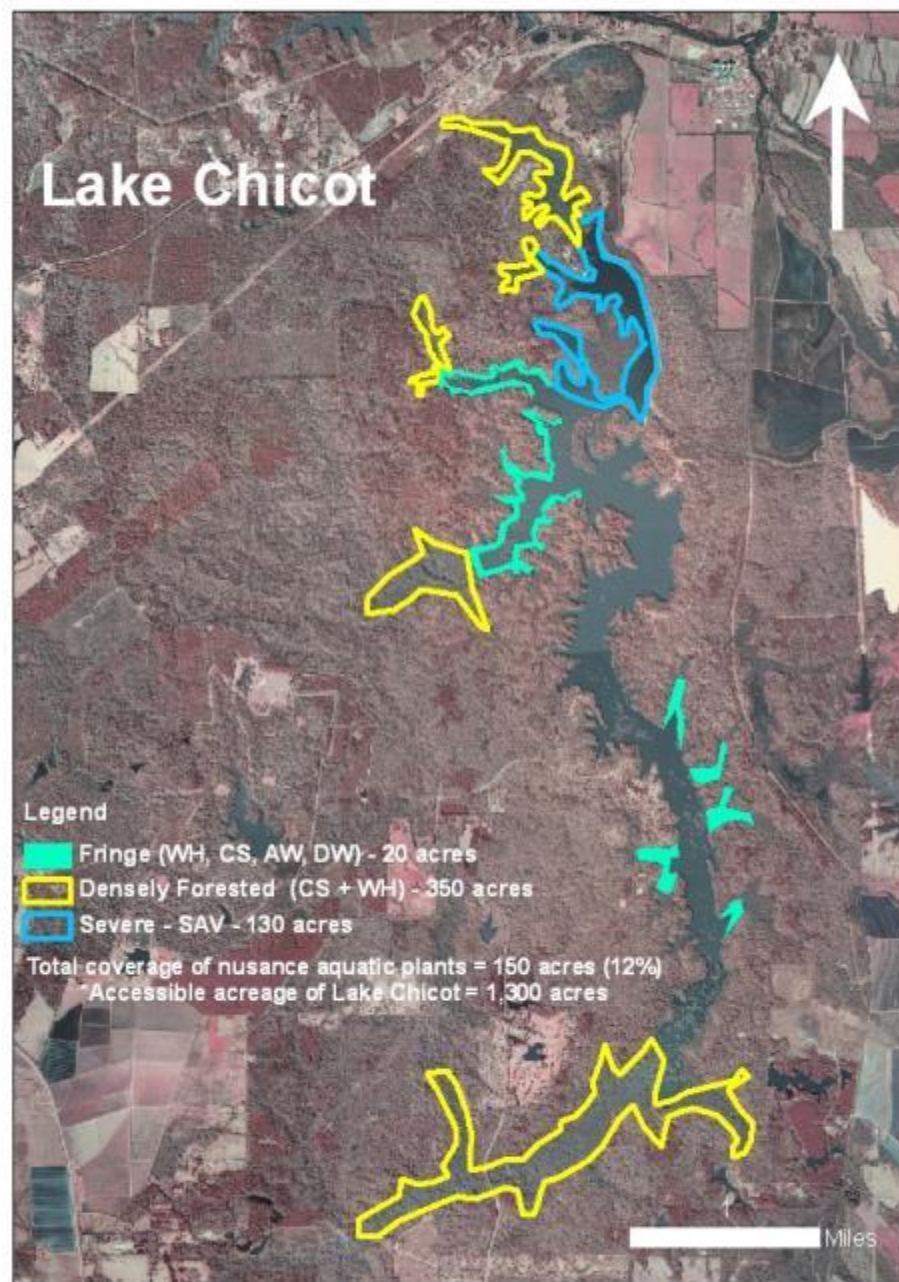 Lake Chicot
Legend
Fringe (WH, CS, AW, DW) - 20 acres
Densely Forested (CS + WH) - 350 acres
Severe - SAV - 130 acres
Total coverage of nusance aquatic plants = 150 acres (12%)
*Accessible acreage of Lake Chicot = 1,300 acres
Miles